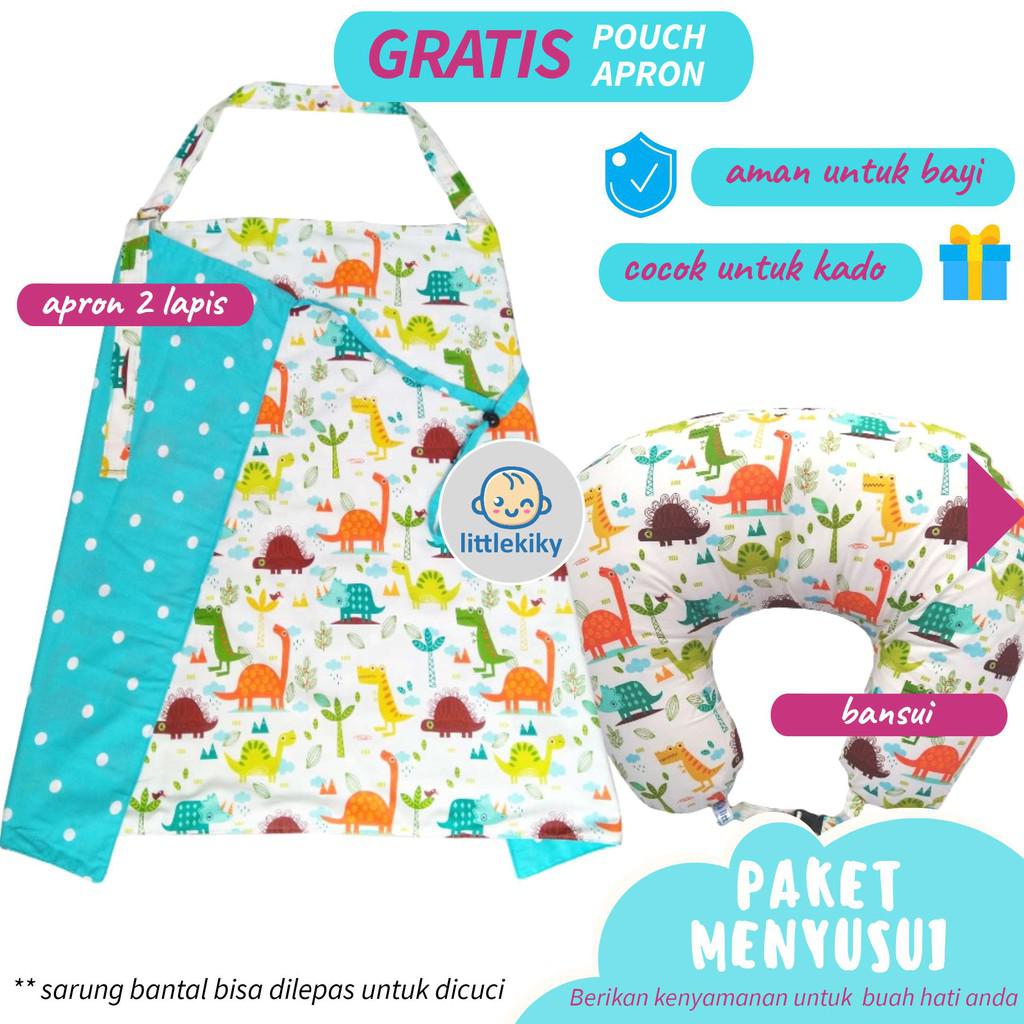 GRATIS POUCH
APRON
aman untuk bayi
cocok untuk kado
apron 2 lapis
littlekiky
bansui
PAKET
MENYUSUI
** sarung bantal bisa dilepas untuk dicuci
Berikan kenyamanan untuk buah hati anda